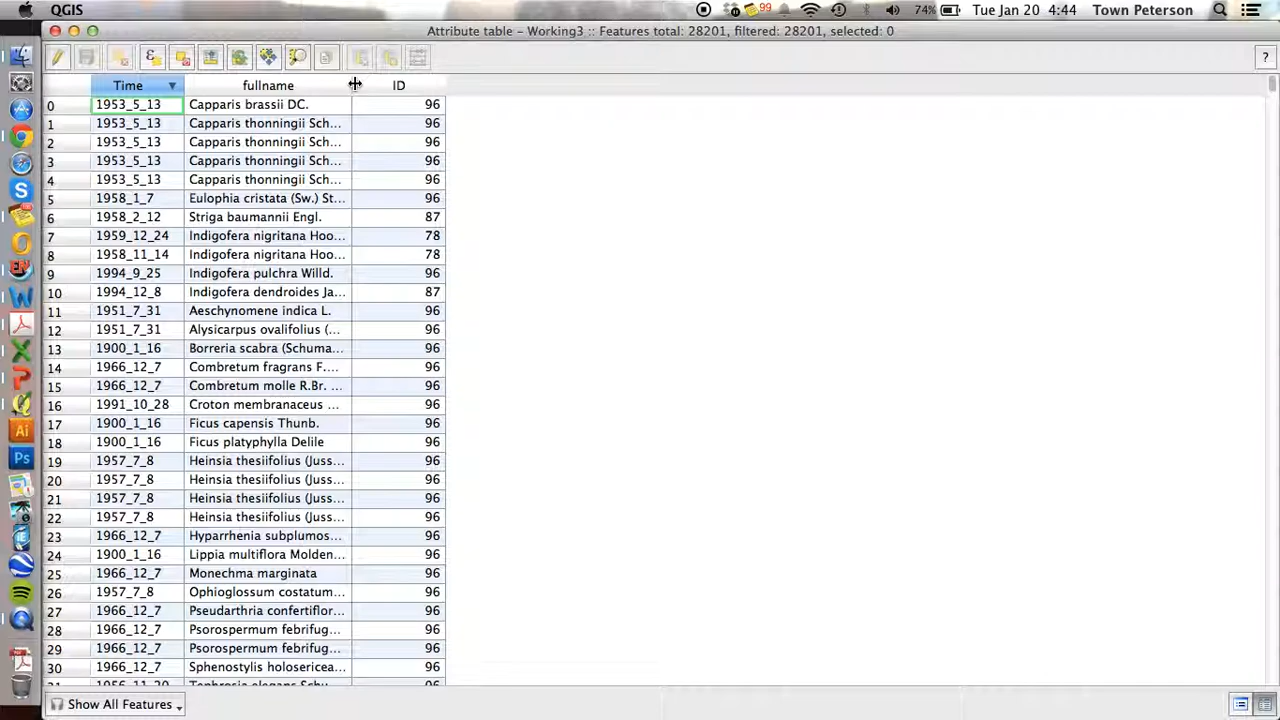 QGIS 99 74% Tue Jan 20 4:44 Town Peterson
Attribute table - Working3 :: Features total: 28201, filtered: 28201, selected: 0
?
Time fullname ID
0 1953_5_13 Capparis brassii DC. 96
1 1953_5_13 Capparis thonningii Sch... 96
2 1953_5_13 Capparis thonningii Sch... 96
3 1953_5_13 Capparis thonningii Sch... 96
4 1953_5_13 Capparis thonningii Sch... 96
5 1958_1_7 Eulophia cristata (Sw.) St... 96
6 1958_2_12 Striga baumannii Engl. 87
7 1959_12_24 Indigofera nigritana Hoo... 78
8 1958_11_14 Indigofera nigritana Hoo... 78
9 1994_9_25 Indigofera pulchra Willd. 96
10 1994_12_8 Indigofera dendroides Ja... 87
11 1951_7_31 Aeschynomene indica L. 96
12 1951_7_31 Alysicarpus ovalifolius (... 96
13 1900_1_16 Borreria scabra (Schuma... 96
14 1966_12_7 Combretum fragrans F.... 96
15 1966_12_7 Combretum molle R.Br. ... 96
16 1991_10_28 Croton membranaceus ... 96
17 1900_1_16 Ficus capensis Thunb. 96
18 1900_1_16 Ficus platyphylla Delile 96
19 1957_7_8 Heinsia thesiifolius (Juss... 96
20 1957_7_8 Heinsia thesiifolius (Juss... 96
21 1957_7_8 Heinsia thesiifolius (Juss... 96
22 1957_7_8 Heinsia thesiifolius (Juss... 96
23 1966_12_7 Hyparrhenia subplumos... 96
24 1900_1_16 Lippia multiflora Molden... 96
25 1966_12_7 Monechma marginata 96
26 1957_7_8 Ophioglossum costatum... 96
27 1966_12_7 Pseudarthria confertiflor... 96
28 1966_12_7 Psorospermum febrifug... 96
29 1966_12_7 Psorospermum febrifug... 96
30 1966_12_7 Sphenostylis holosericea... 96
Show All Features